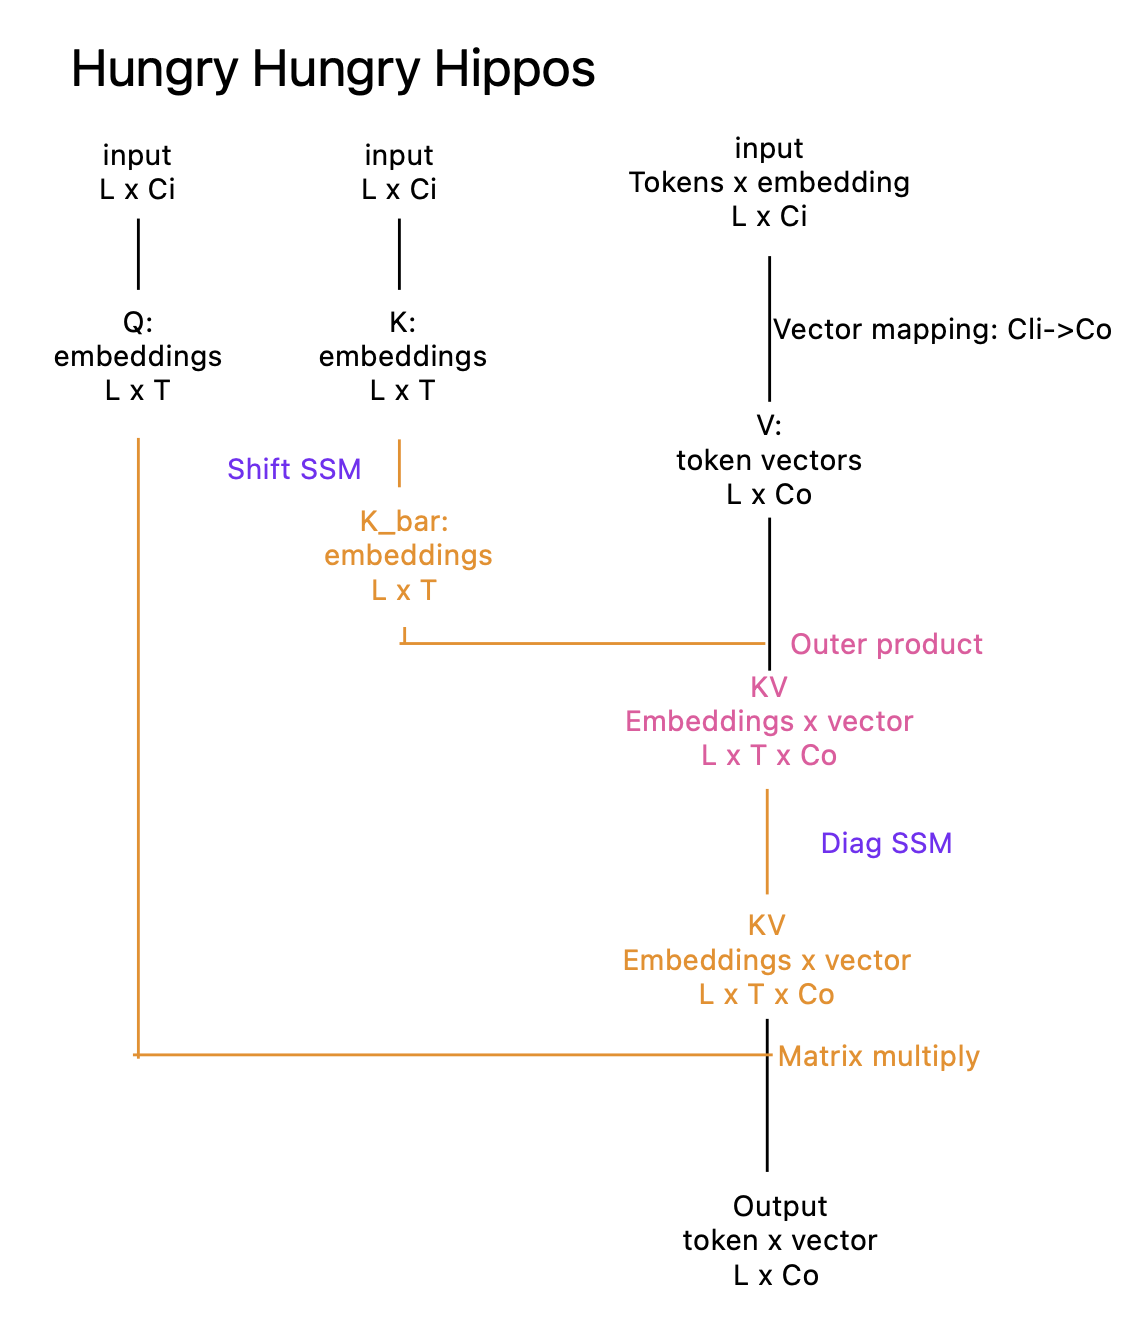 Hungry Hungry Hippos
input
L x Ci
input
L x Ci
input
Tokens x embedding
L x Ci
Q:
embeddings
L x T
K:
embeddings
L x T
Vector mapping: Cli->Co
V:
token vectors
L x Co
Shift SSM
K_bar:
embeddings
L x T
Outer product
KV
Embeddings x vector
L x T x Co
Diag SSM
KV
Embeddings x vector
L x T x Co
Matrix multiply
Output
token x vector
L x Co